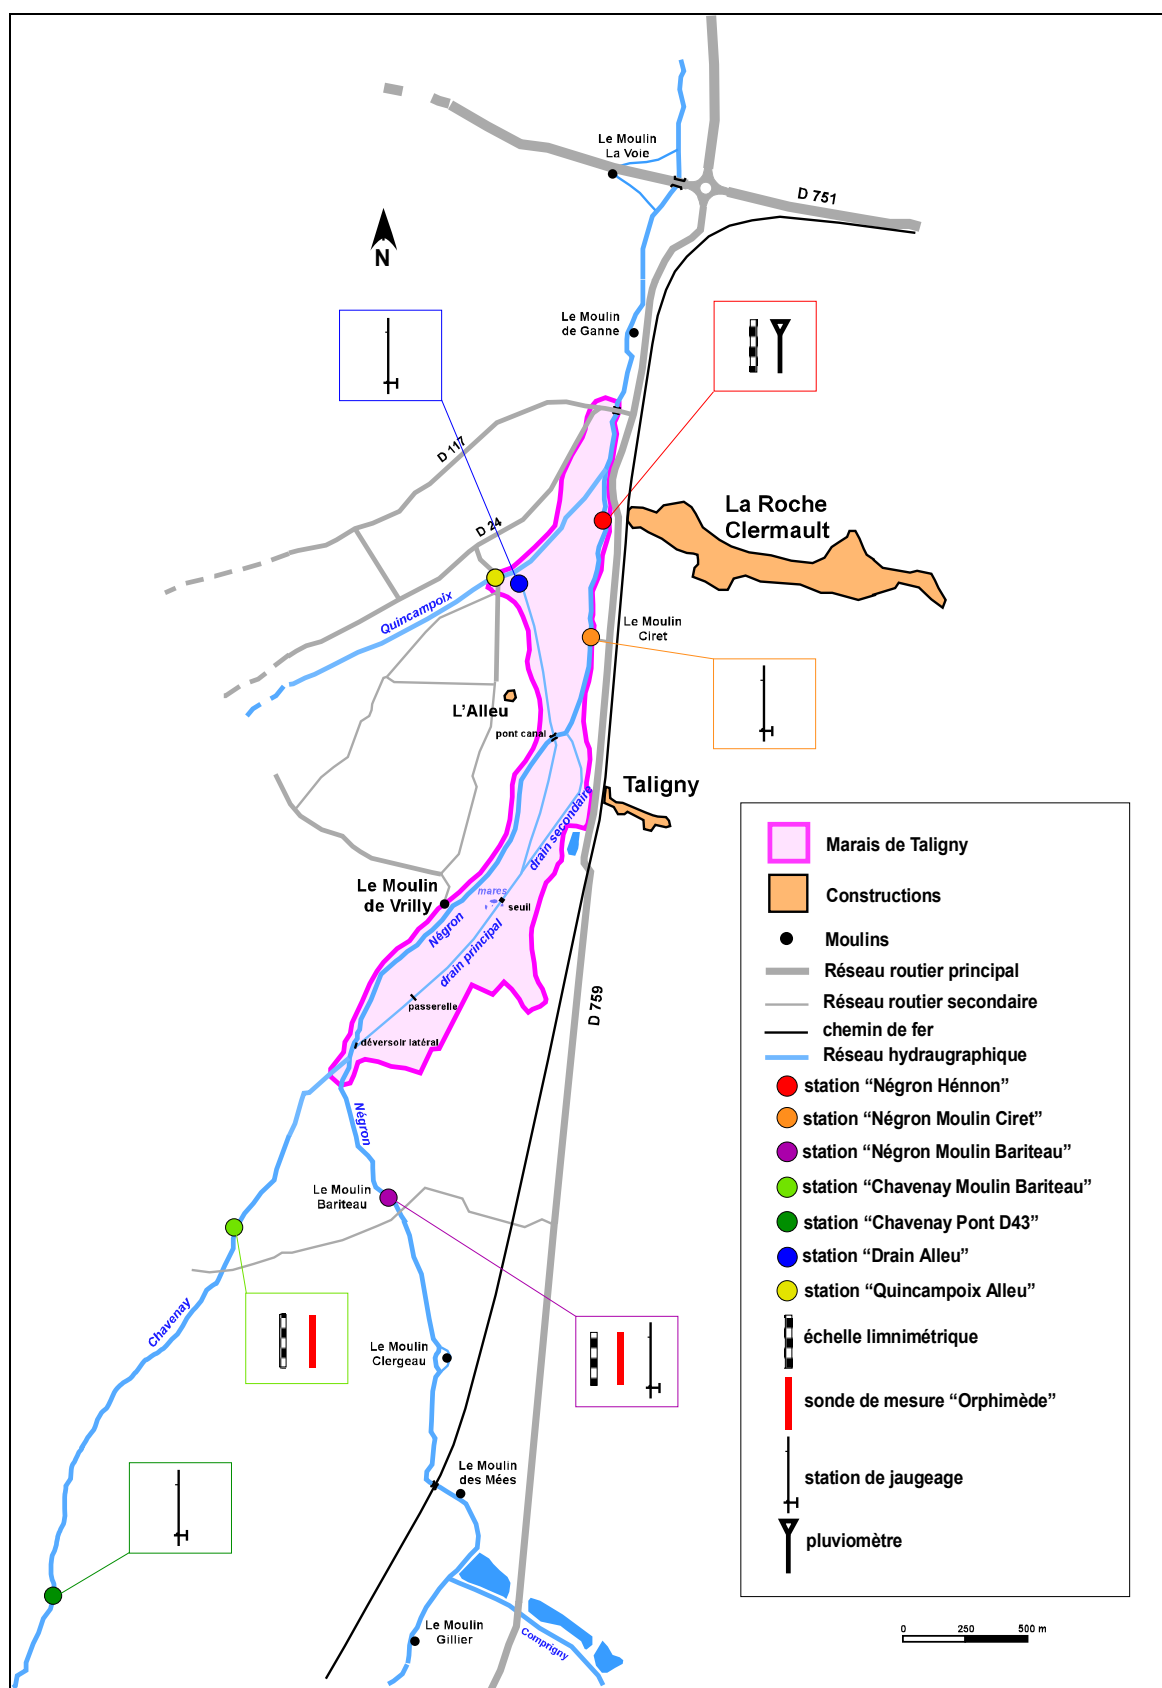 Le Moulin
La Voie
D 751
N
Le Moulin
de Ganne
D 117
La Roche
Clermault
D 24
Quincampoix
Le Moulin
Ciret
L'Alleu
pont canal
Taligny
drain secondaire
Le Moulin
de Vrilly
mares
seuil
Négron
drain principal
passerelle
D 759
déversoir latéral
Négron
Le Moulin
Bariteau
Chavenay
Le Moulin
Clergeau
Le Moulin
des Mées
Le Moulin
Gillier
Comprigny
Marais de Taligny
Constructions
Moulins
Réseau routier principal
Réseau routier secondaire
chemin de fer
Réseau hydraugraphique
station “Négron Hénnon”
station “Négron Moulin Ciret”
station “Négron Moulin Bariteau”
station “Chavenay Moulin Bariteau”
station “Chavenay Pont D43”
station “Drain Alleu”
station “Quincampoix Alleu”
échelle limnimétrique
sonde de mesure “Orphimède”
station de jaugeage
pluviomètre
0 250 500 m